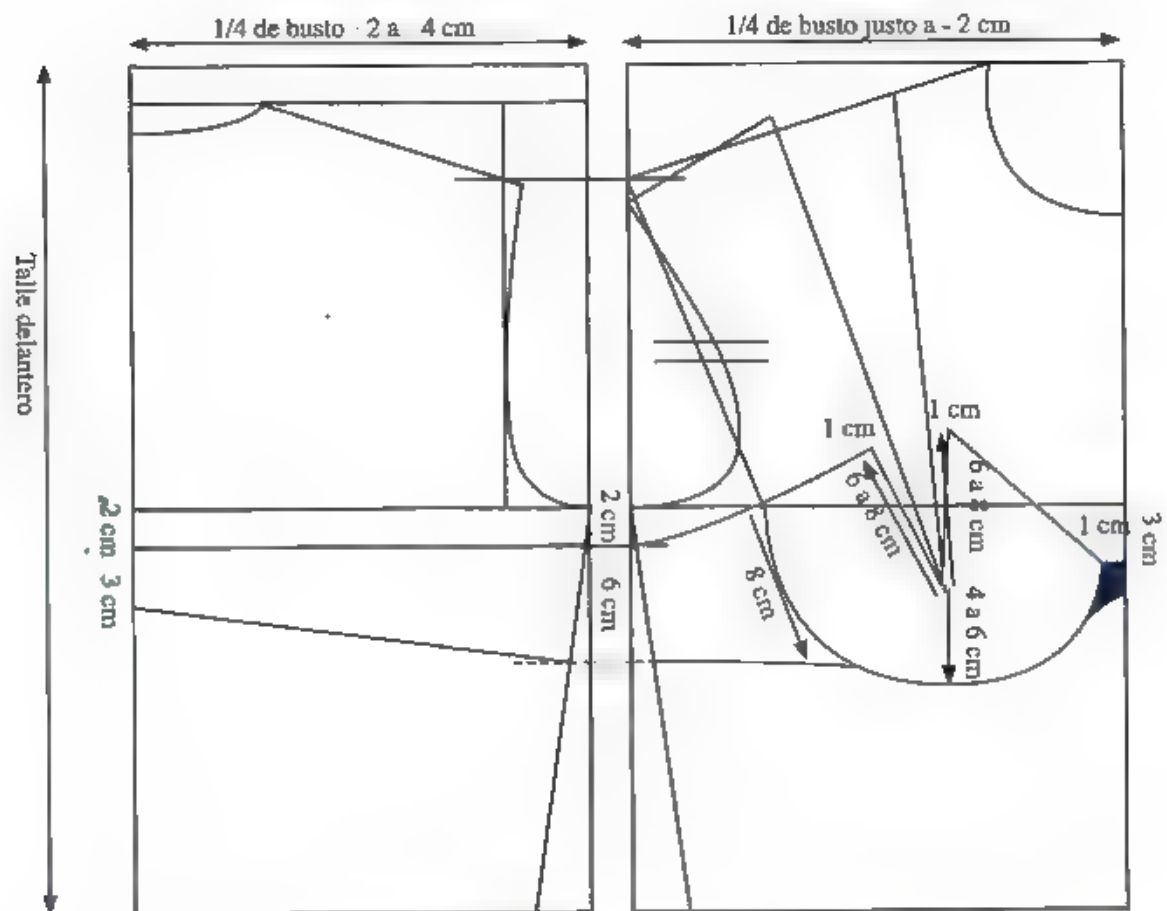 1/4 de busto - 2 a 4 cm
1/4 de busto justo a - 2 cm
Talle delantero
1 cm
1 cm
6 a 8 cm
6 a 8 cm
1 cm
3 cm
2 cm
2 cm
3 cm
6 cm
8 cm
4 a 6 cm